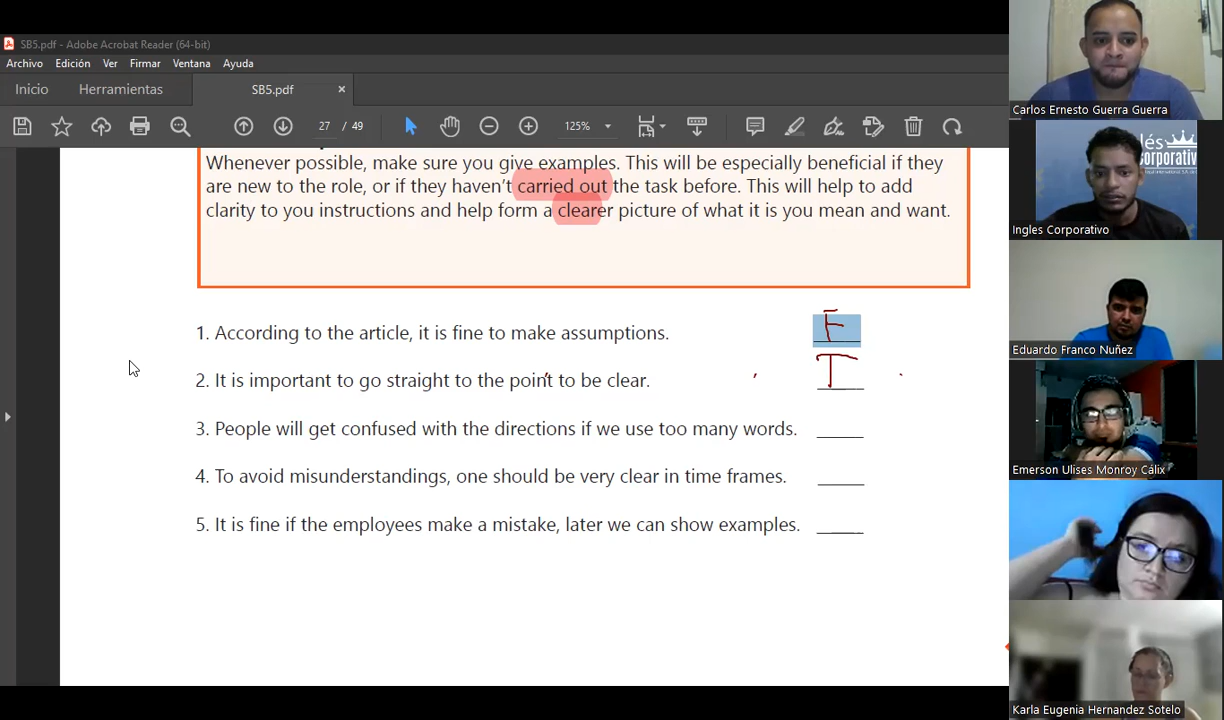 SB5.pdf - Adobe Acrobat Reader (64-bit)
Archivo Edición Ver Firmar Ventana Ayuda
Inicio Herramientas SB5.pdf ×
27 / 49 125%
Whenever possible, make sure you give examples. This will be especially beneficial if they
are new to the role, or if they haven't carried out the task before. This will help to add
clarity to you instructions and help form a clearer picture of what it is you mean and want.
1. According to the article, it is fine to make assumptions. F
2. It is important to go straight to the point to be clear. T
3. People will get confused with the directions if we use too many words. ____
4. To avoid misunderstandings, one should be very clear in time frames. ____
5. It is fine if the employees make a mistake, later we can show examples. ____
Carlos Ernesto Guerra Guerra
lés
orporativo
Ingles Corporativo
Eduardo Franco Nuñez
Emerson Ulises Monroy Cálix
Karla Eugenia Hernandez Sotelo